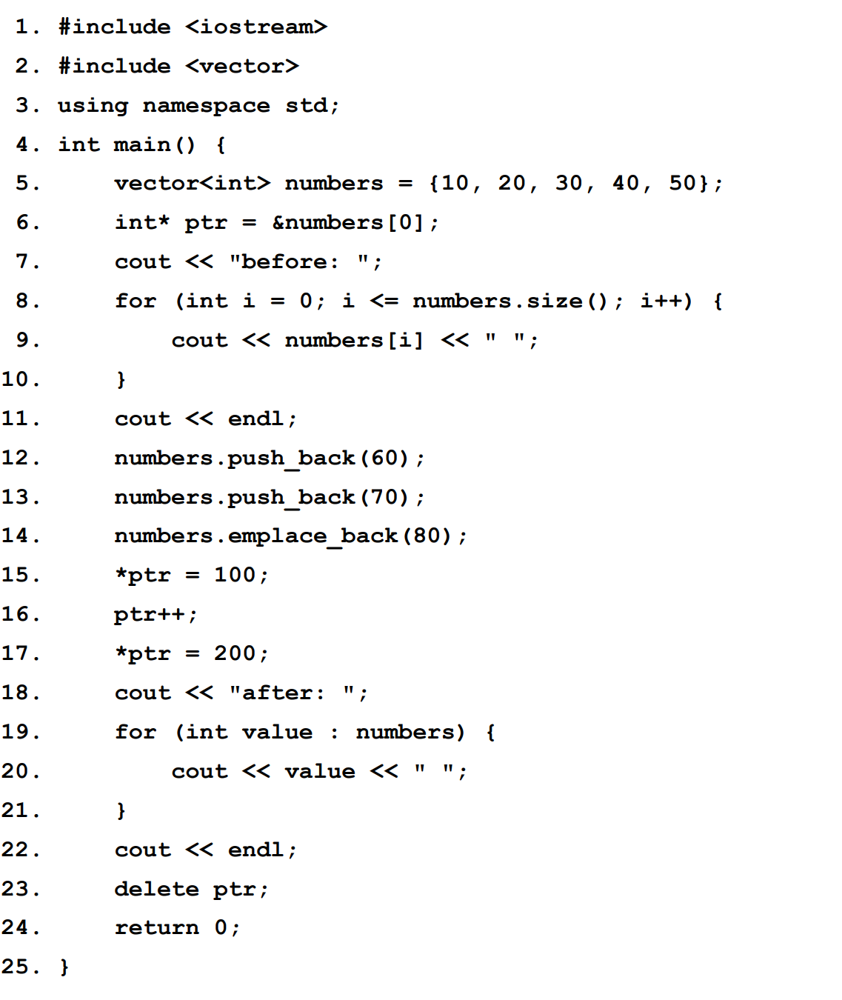 1. #include <iostream>
2. #include <vector>
3. using namespace std;
4. int main() {
5.     vector<int> numbers = {10, 20, 30, 40, 50};
6.     int* ptr = &numbers[0];
7.     cout << "before: ";
8.     for (int i = 0; i <= numbers.size(); i++) {
9.         cout << numbers[i] << " ";
10.     }
11.     cout << endl;
12.     numbers.push_back(60);
13.     numbers.push_back(70);
14.     numbers.emplace_back(80);
15.     *ptr = 100;
16.     ptr++;
17.     *ptr = 200;
18.     cout << "after: ";
19.     for (int value : numbers) {
20.         cout << value << " ";
21.     }
22.     cout << endl;
23.     delete ptr;
24.     return 0;
25. }